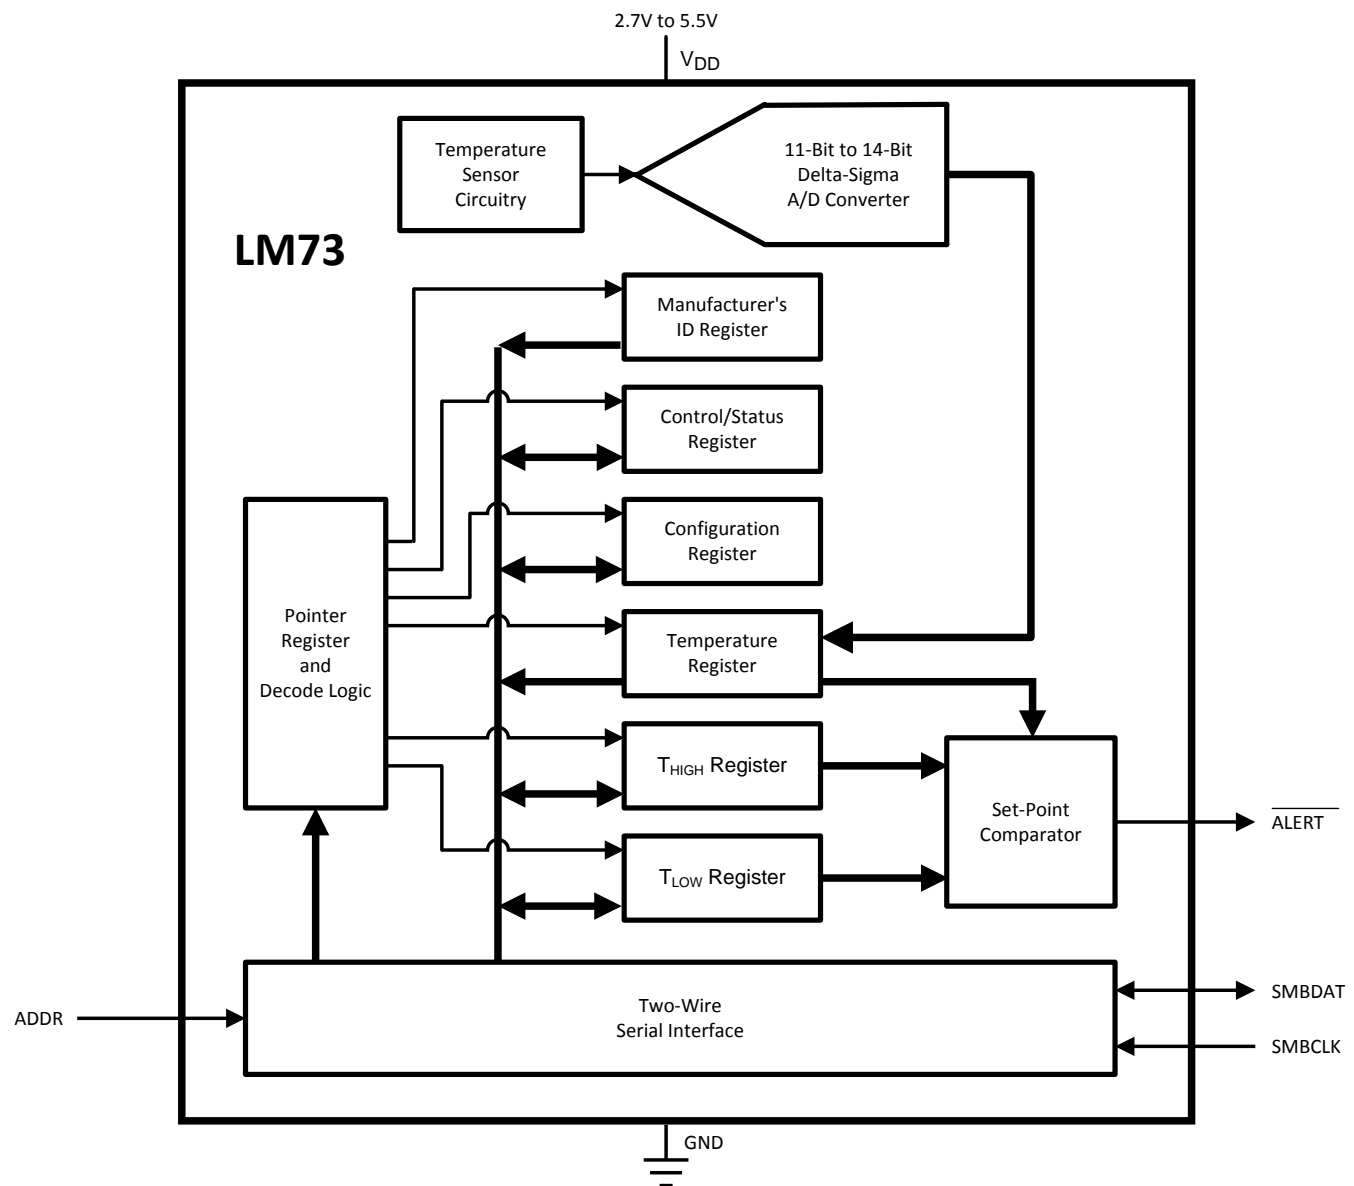 2.7V to 5.5V
VDD
Temperature
Sensor
Circuitry
11-Bit to 14-Bit
Delta-Sigma
A/D Converter
LM73
Manufacturer's
ID Register
Control/Status
Register
Configuration
Register
Pointer
Register
and
Decode Logic
Temperature
Register
THIGH Register
TLOW Register
Set-Point
Comparator
ALERT
ADDR
Two-Wire
Serial Interface
SMBDAT
SMBCLK
GND